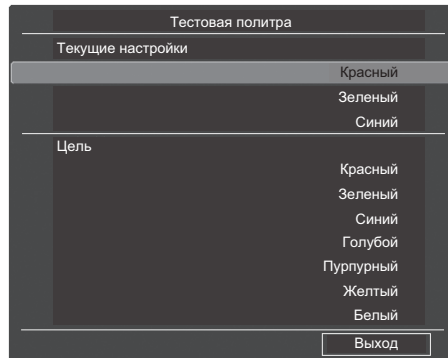 Тестовая политра
Текущие настройки
Красный
Зеленый
Синий
Цель
Красный
Зеленый
Синий
Голубой
Пурпурный
Желтый
Белый
Выход